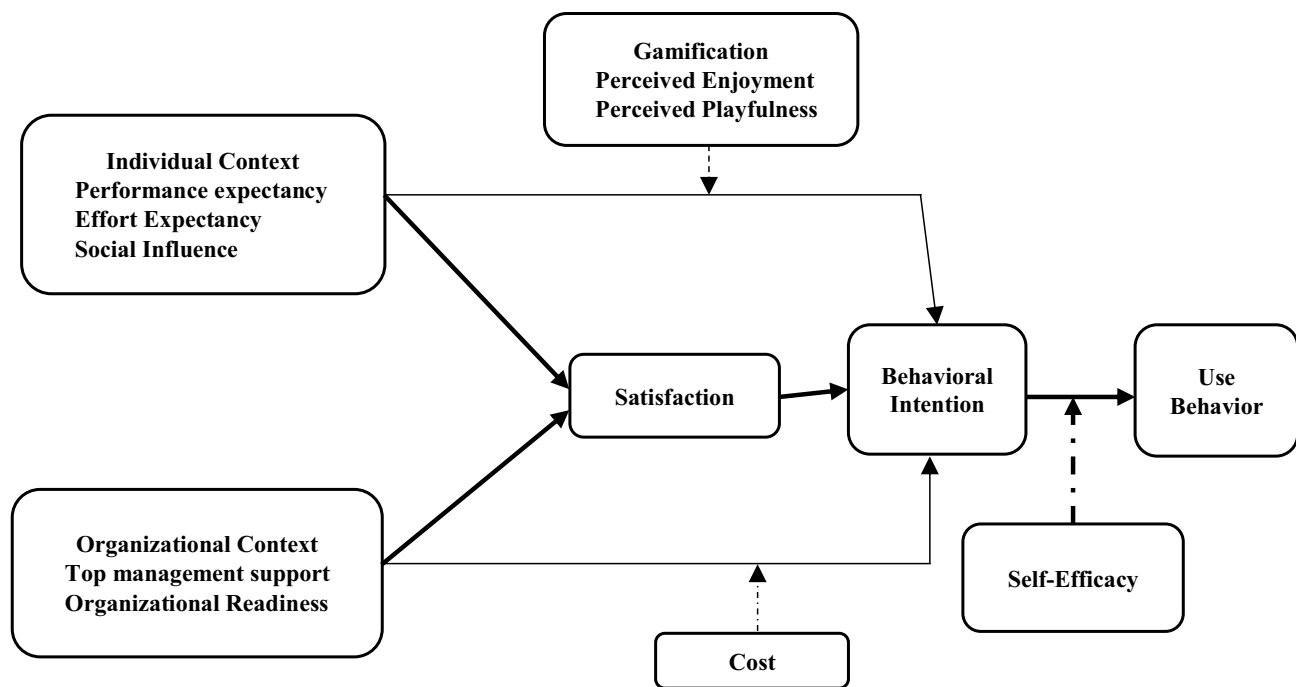 Gamification
Perceived Enjoyment
Perceived Playfulness
Individual Context
Performance expectancy
Effort Expectancy
Social Influence
Satisfaction
Behavioral
Intention
Use
Behavior
Organizational Context
Top management support
Organizational Readiness
Self-Efficacy
Cost